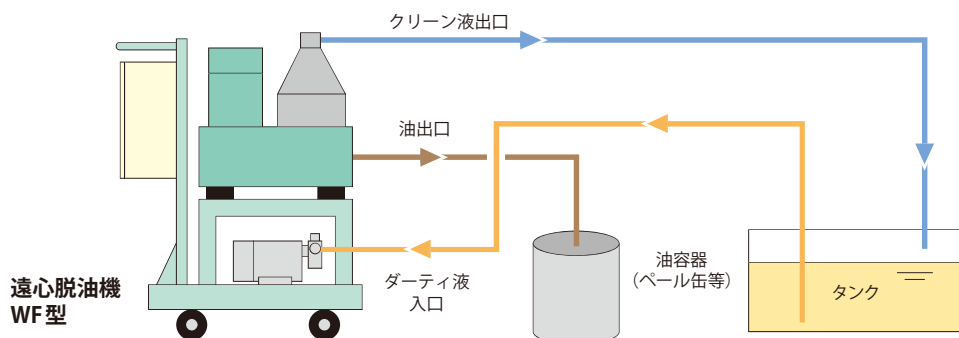 クリーン液出口
油出口
ダーティ液
入口
油容器
（ペール缶等）
タンク
遠心脱油機
WF型